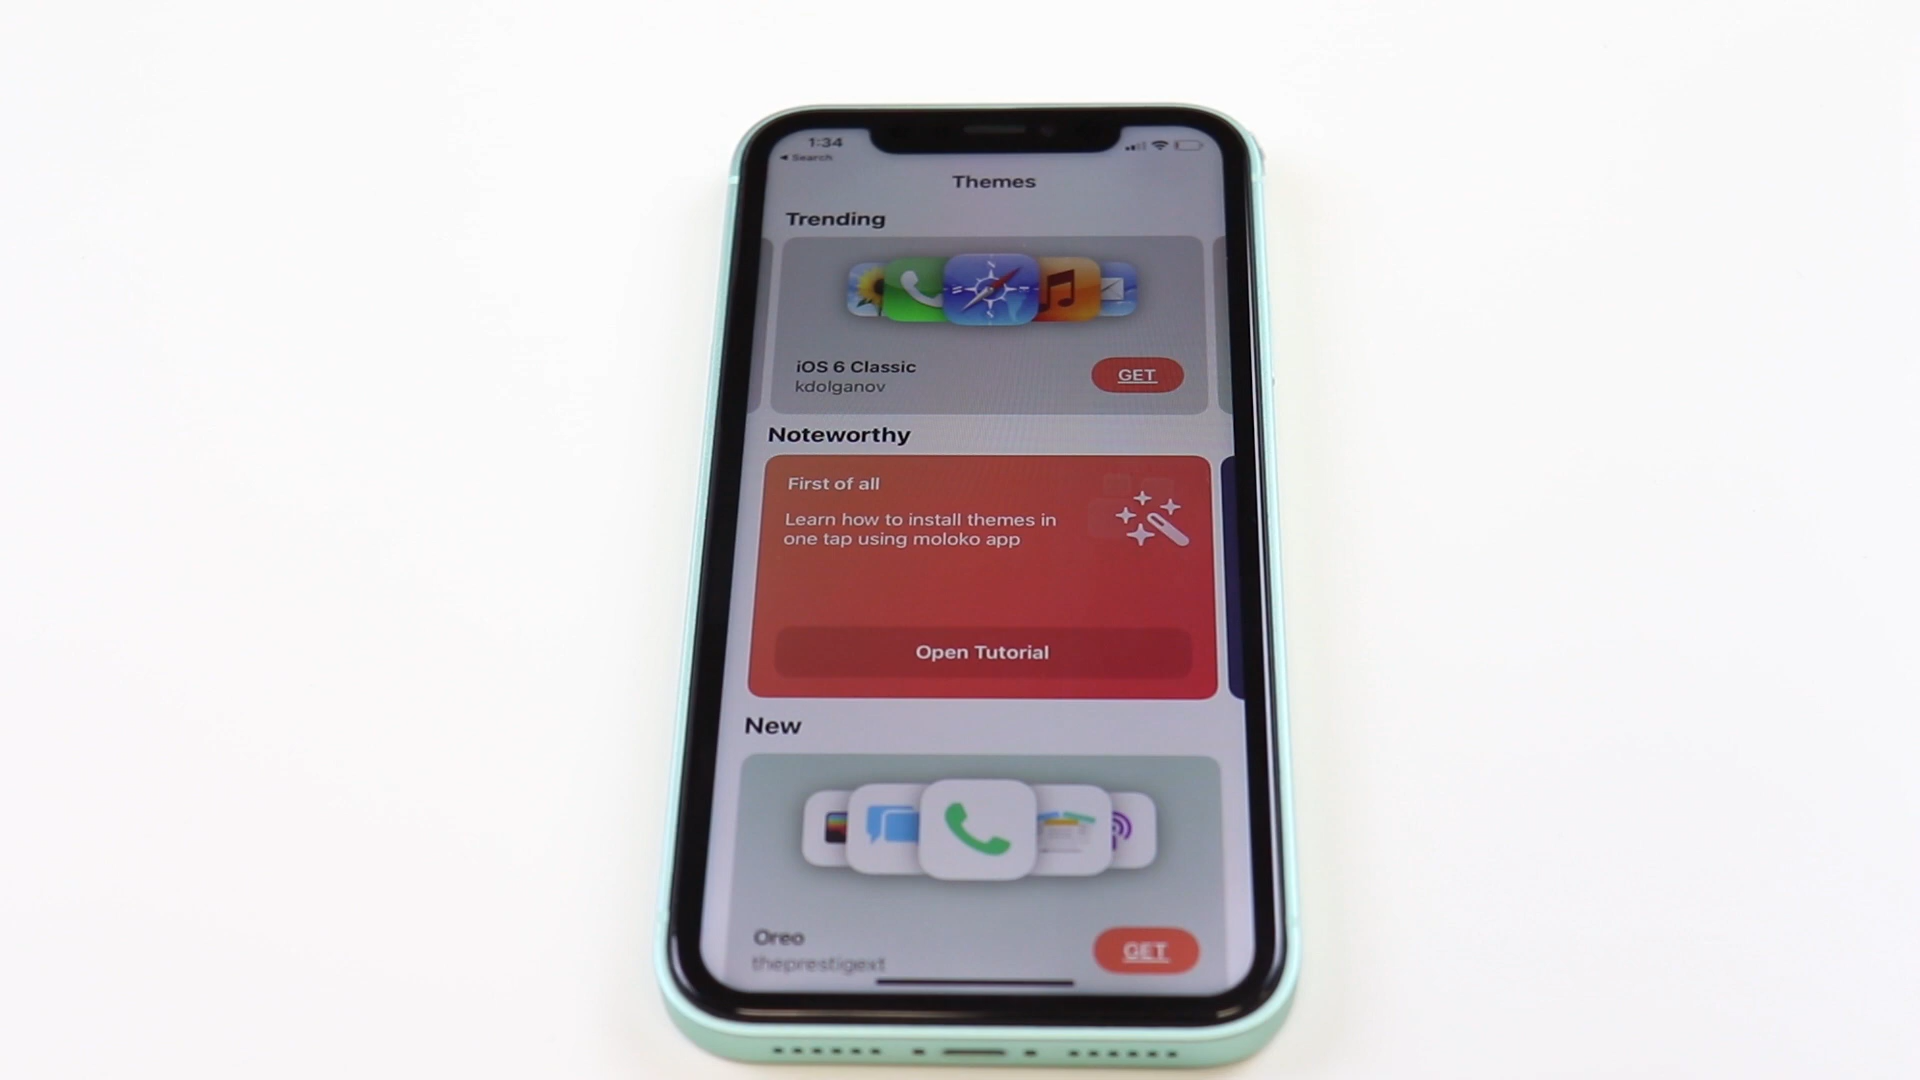 1:34
Search
Themes
Trending
iOS 6 Classic
kdolganov
GET
Noteworthy
First of all
Learn how to install themes in
one tap using moloko app
Open Tutorial
New
Oreo
theprestigext
GET